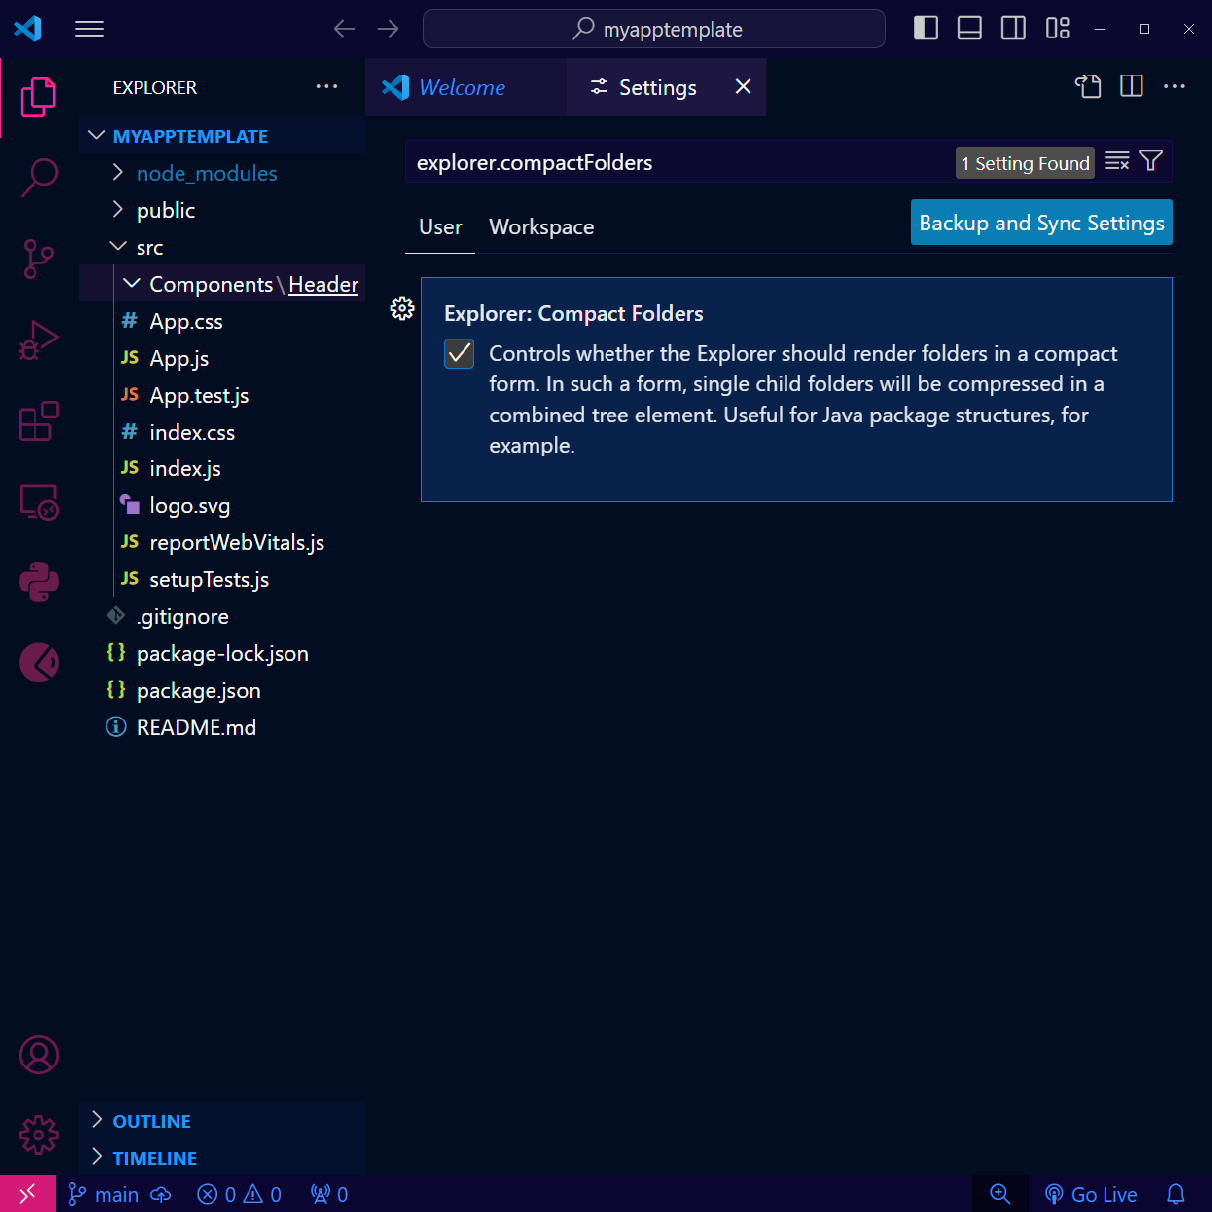 myapptemplate
EXPLORER
Welcome
Settings
MYAPPTEMPLATE
node_modules
public
src
Components\Header
# App.css
JS App.js
JS App.test.js
# index.css
JS index.js
logo.svg
JS reportWebVitals.js
JS setupTests.js
.gitignore
{} package-lock.json
{} package.json
README.md
OUTLINE
TIMELINE
explorer.compactFolders
1 Setting Found
User
Workspace
Backup and Sync Settings
Explorer: Compact Folders
Controls whether the Explorer should render folders in a compact
form. In such a form, single child folders will be compressed in a
combined tree element. Useful for Java package structures, for
example.
main
0
0
0
Go Live